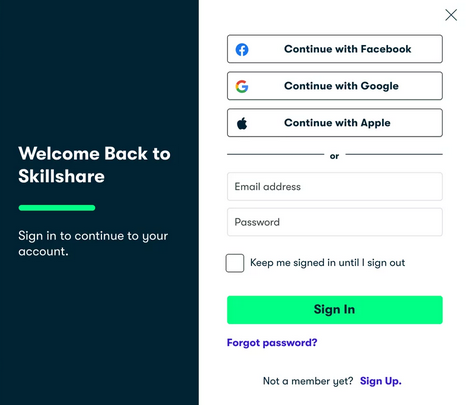 Welcome Back to
Skillshare
Sign in to continue to your
account.
Continue with Facebook
Continue with Google
Continue with Apple
or
Email address
Password
Keep me signed in until I sign out
Sign In
Forgot password?
Not a member yet? Sign Up.